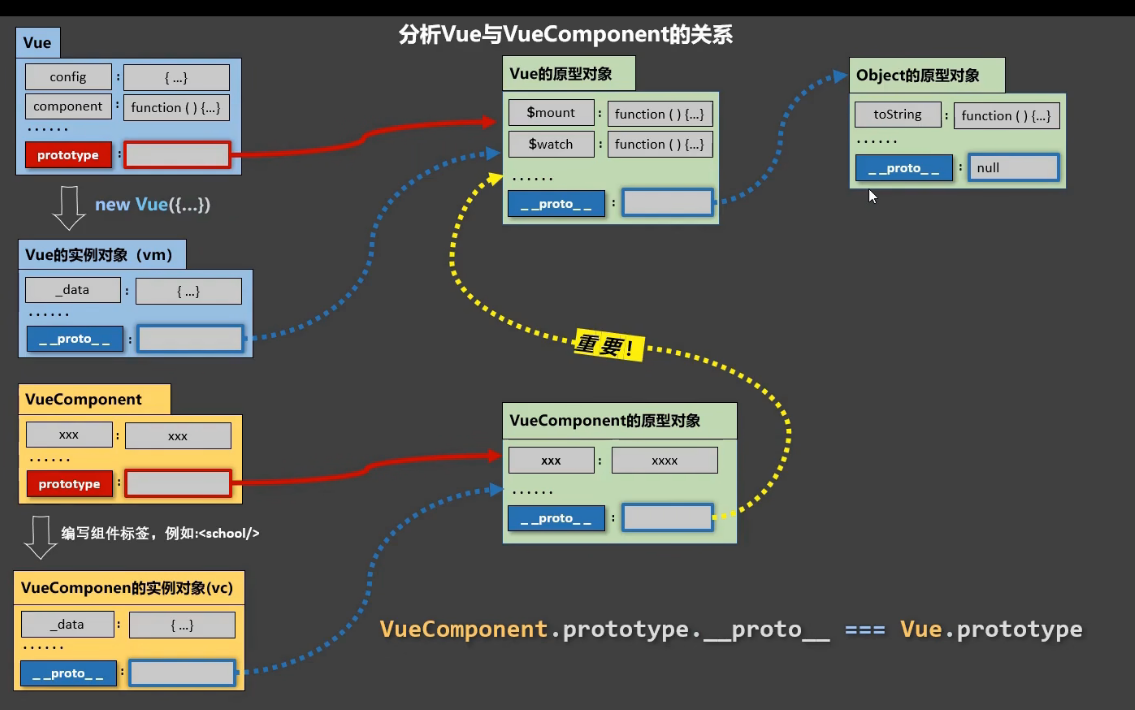 分析Vue与VueComponent的关系
Vue
config : { ...}
component : function ( ) {...}
......
prototype :
new Vue({...})
Vue的实例对象（vm）
_data : { ...}
......
_ _proto_ _ :
VueComponent
xxx : xxx
......
prototype :
编写组件标签，例如:<school/>
VueComponen的实例对象(vc)
_data : { ...}
......
_ _proto_ _ :
Vue的原型对象
$mount : function ( ) {...}
$watch : function ( ) {...}
......
_ _proto_ _ :
重要!
VueComponent的原型对象
xxx : xxxx
......
_ _proto_ _ :
Object的原型对象
toString : function ( ) {...}
......
_ _proto_ _ : null
VueComponent.prototype.__proto__ === Vue.prototype